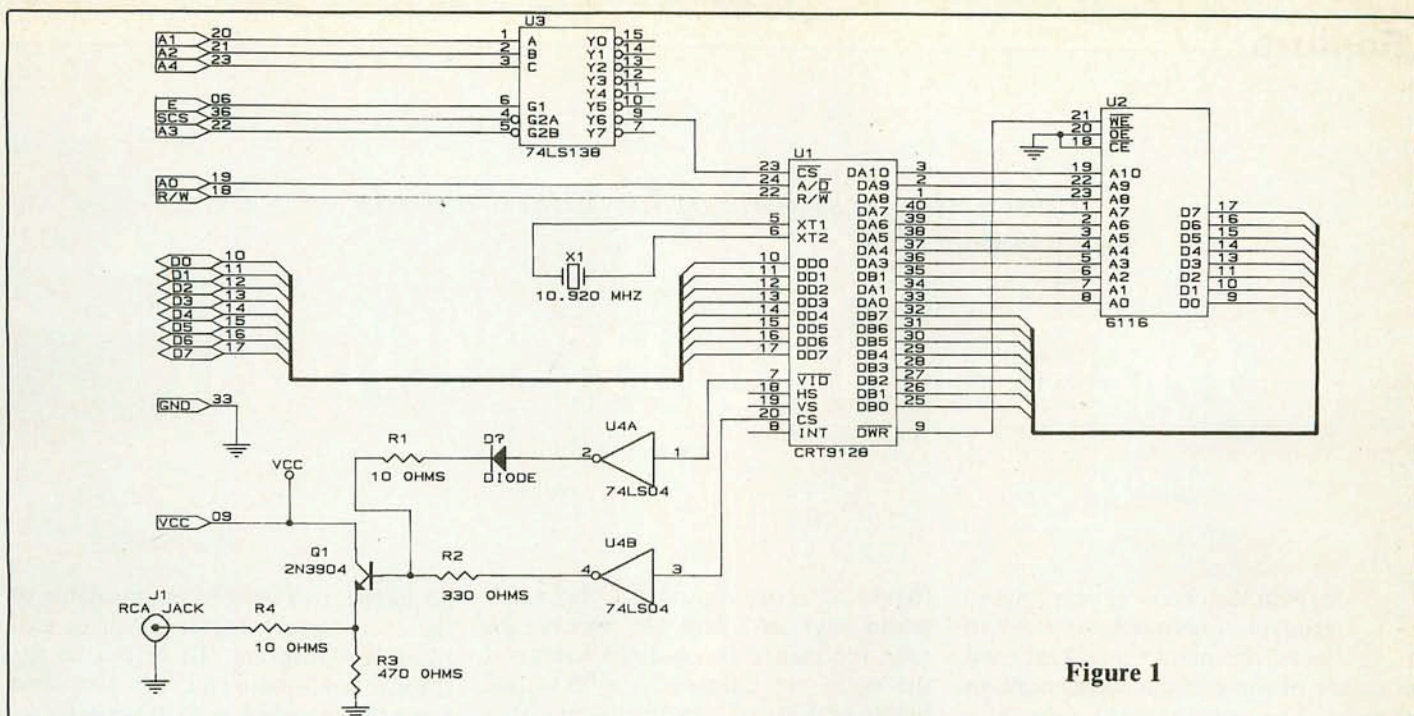 U3
A1 20
A2 21
A4 23
E 06
SCS 36
A3 22
A0 19
R/W 18
1 A
2 B
3 C
6 G1
4 G2A
5 G2B
Y0 15
Y1 14
Y2 13
Y3 12
Y4 11
Y5 10
Y6 9
Y7 7
74LS138
D0 10
D1 11
D2 12
D3 13
D4 14
D5 15
D6 16
D7 17
GND 33
VCC
VCC 09
X1
10.920 MHZ
U1
23 CS
24 A/D
22 R/W
5 XT1
6 XT2
10 DD0
11 DD1
12 DD2
13 DD3
14 DD4
15 DD5
16 DD6
17 DD7
7 VID
18 HS
19 VS
20 CS
8 INT
DA10 3
DA9 2
DA8 1
DA7 40
DA6 39
DA5 38
DA4 37
DA3 36
DB1 35
DA1 34
DA0 33
DB7 32
DB6 31
DB5 30
DB4 29
DB3 28
DB2 27
DB1 26
DB0 25
DWR 9
CRT9128
U2
21 WE
20 OE
18 CE
19 A10
22 A9
23 A8
1 A7
2 A6
3 A5
4 A4
5 A3
6 A2
7 A1
8 A0
D7 17
D6 16
D5 15
D4 14
D3 13
D2 11
D1 10
D0 9
6116
R1
10 OHMS
D?
DIODE
U4A
2 1
74LS04
Q1
2N3904
R2
330 OHMS
U4B
4 3
74LS04
J1
RCA JACK
R4
10 OHMS
R3
470 OHMS
Figure 1